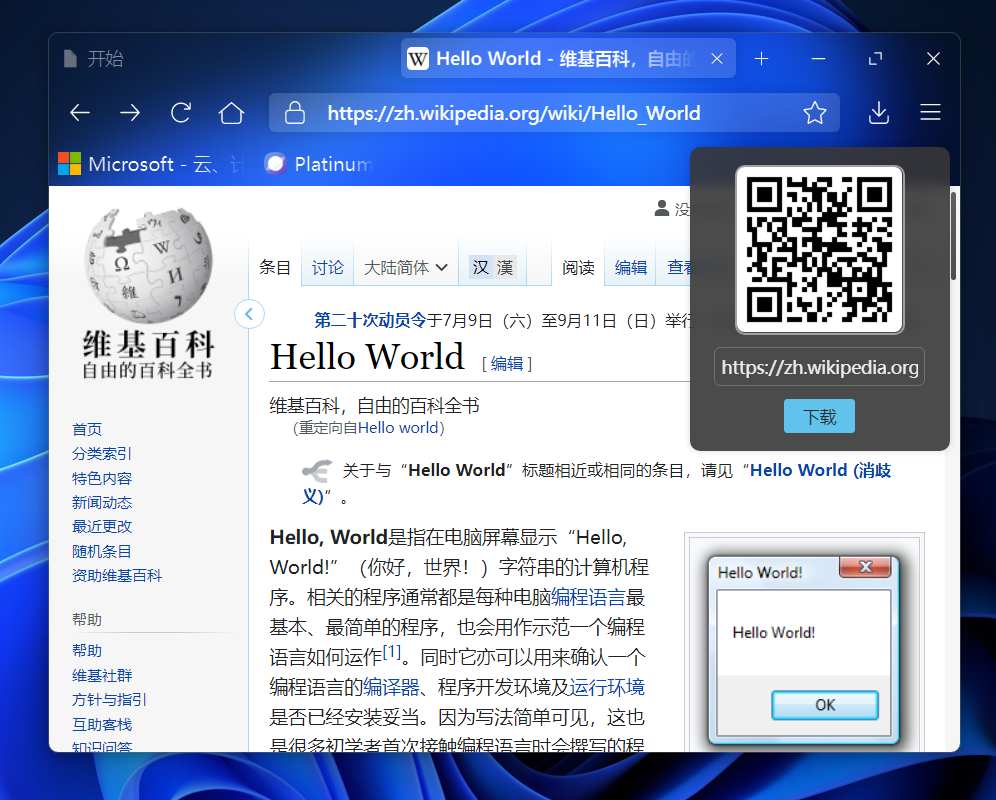 开始
Hello World - 维基百科，自由的
https://zh.wikipedia.org/wiki/Hello_World
Microsoft - 云、计
Platinum
https://zh.wikipedia.org
下载
没
条目 讨论 大陆简体 汉 漢 阅读 编辑 查看
第二十次动员令于7月9日（六）至9月11日（日）举行
维基百科
自由的百科全书
Hello World [ 编辑 ]
维基百科，自由的百科全书
（重定向自Hello world）
关于与“Hello World”标题相近或相同的条目，请见“Hello World (消歧
义)”。
首页
分类索引
特色内容
新闻动态
最近更改
随机条目
资助维基百科
帮助
帮助
维基社群
方针与指引
互助客栈
知识问答
Hello, World是指在电脑屏幕显示“Hello,
World!”（你好，世界！）字符串的计算机程
序。相关的程序通常都是每种电脑编程语言最
基本、最简单的程序，也会用作示范一个编程
语言如何运作[1]。同时它亦可以用来确认一个
编程语言的编译器、程序开发环境及运行环境
是否已经安装妥当。因为写法简单可见，这也
是很多初学者首次接触编程语言时会撰写的程
Hello World!
Hello World!
OK